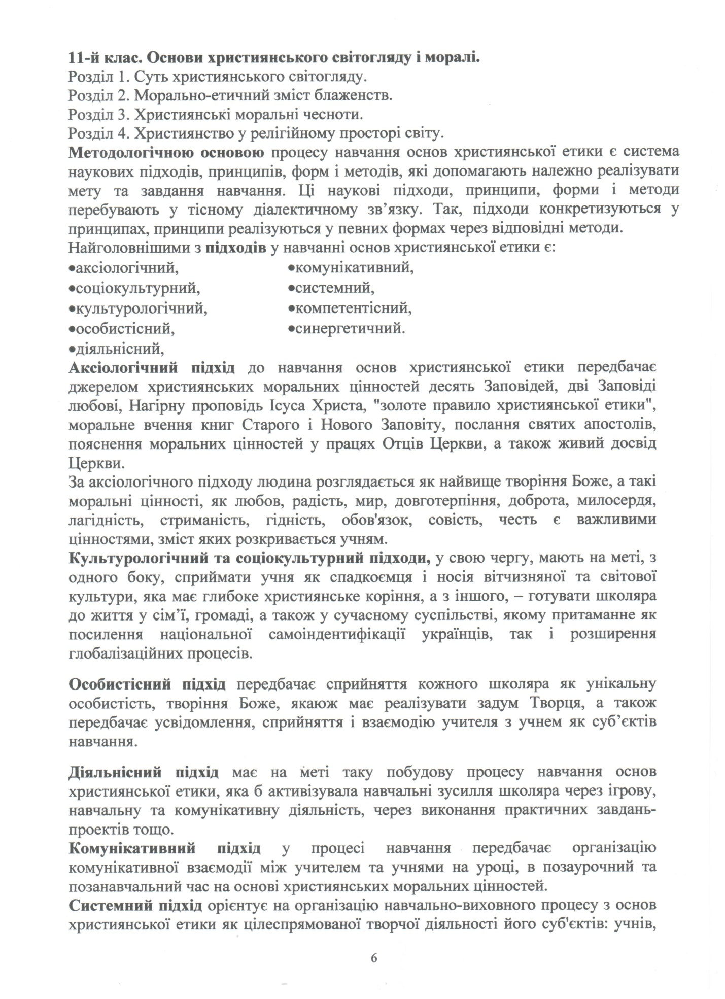 11-й клас. Основи християнського світогляду і моралі.
Розділ 1. Суть християнського світогляду.
Розділ 2. Морально-етичний зміст блаженств.
Розділ 3. Християнські моральні чесноти.
Розділ 4. Християнство у релігійному просторі світу.
Методологічною основою процесу навчання основ християнської етики є система
наукових підходів, принципів, форм і методів, які допомагають належно реалізувати
мету та завдання навчання. Ці наукові підходи, принципи, форми і методи
перебувають у тісному діалектичному зв’язку. Так, підходи конкретизуються у
принципах, принципи реалізуються у певних формах через відповідні методи.
Найголовнішими з підходів у навчанні основ християнської етики є:
•аксіологічний,
•соціокультурний,
•культурологічний,
•особистісний,
•діяльнісний,
•комунікативний,
•системний,
•компетентісний,
•синергетичний.
Аксіологічний підхід до навчання основ християнської етики передбачає
джерелом християнських моральних цінностей десять Заповідей, дві Заповіді
любові, Нагірну проповідь Ісуса Христа, "золоте правило християнської етики",
моральне вчення книг Старого і Нового Заповіту, послання святих апостолів,
пояснення моральних цінностей у працях Отців Церкви, а також живий досвід
Церкви.
За аксіологічного підходу людина розглядається як найвище творіння Боже, а такі
моральні цінності, як любов, радість, мир, довготерпіння, доброта, милосердя,
лагідність, стриманість, гідність, обов'язок, совість, честь є важливими
цінностями, зміст яких розкривається учням.
Культурологічний та соціокультурний підходи, у свою чергу, мають на меті, з
одного боку, сприймати учня як спадкоємця і носія вітчизняної та світової
культури, яка має глибоке християнське коріння, а з іншого, – готувати школяра
до життя у сім’ї, громаді, а також у сучасному суспільстві, якому притаманне як
посилення національної самоіндентифікації українців, так і розширення
глобалізаційних процесів.
Особистісний підхід передбачає сприйняття кожного школяра як унікальну
особистість, творіння Боже, якаюж має реалізувати задум Творця, а також
передбачає усвідомлення, сприйняття і взаємодію учителя з учнем як суб’єктів
навчання.
Діяльнісний підхід має на меті таку побудову процесу навчання основ
християнської етики, яка б активізувала навчальні зусилля школяра через ігрову,
навчальну та комунікативну діяльність, через виконання практичних завдань-
проектів тощо.
Комунікативний підхід у процесі навчання передбачає організацію
комунікативної взаємодії між учителем та учнями на уроці, в позаурочний та
позанавчальний час на основі християнських моральних цінностей.
Системний підхід орієнтує на організацію навчально-виховного процесу з основ
християнської етики як цілеспрямованої творчої діяльності його суб'єктів: учнів,
6